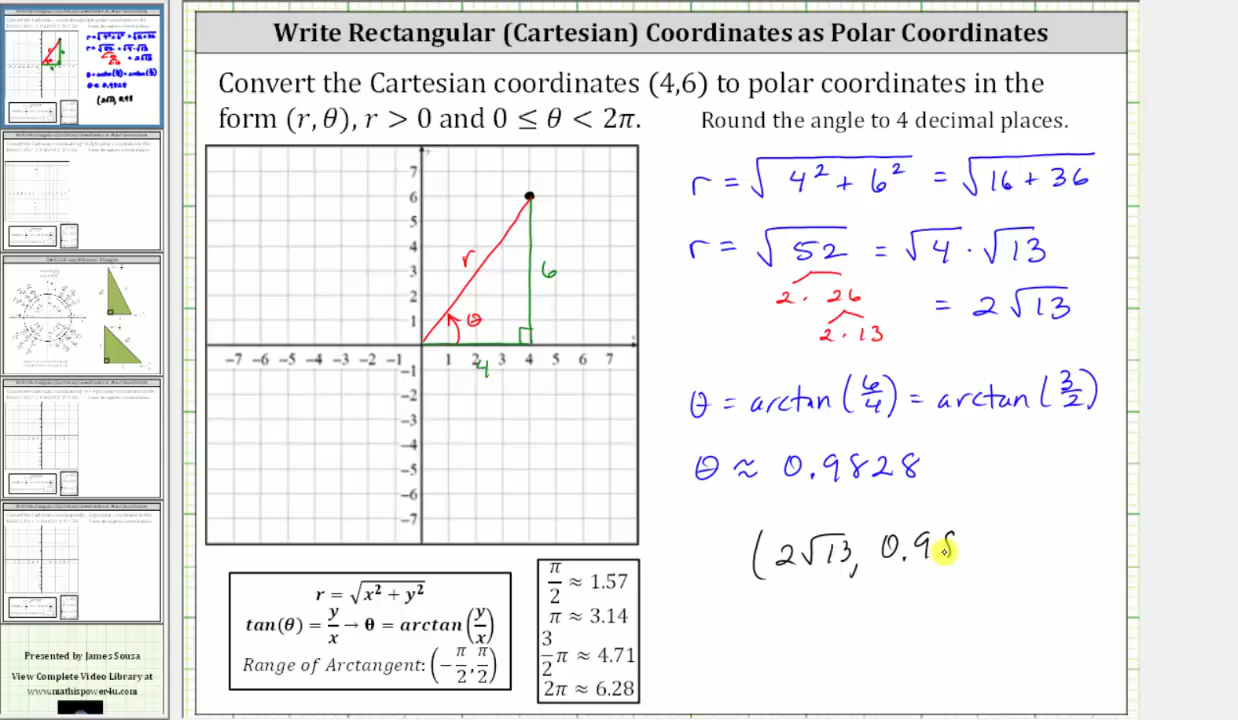 Write Rectangular (Cartesian) Coordinates as Polar Coordinates
Convert the Cartesian coordinates (4,6) to polar coordinates in the
form (r, θ), r > 0 and 0 ≤ θ < 2π. Round the angle to 4 decimal places.
r = √(4² + 6²) = √(16 + 36)
r = √52 = √4 · √13
2 · 26
= 2√13
2 · 13
θ = arctan(6/4) = arctan(3/2)
θ ≈ 0.9828
(2√13, 0.98
y
7
6
5
4
3
2
1
r
6
θ
-7 -6 -5 -4 -3 -2 -1 1 2 3 4 5 6 7 x
4
-1
-2
-3
-4
-5
-6
-7
r = √(x² + y²)
tan(θ) = y/x → θ = arctan(y/x)
Range of Arctangent: (-π/2, π/2)
π/2 ≈ 1.57
π ≈ 3.14
3/2 π ≈ 4.71
2π ≈ 6.28
Presented by James Sousa
View Complete Video Library at
www.mathispower4u.com